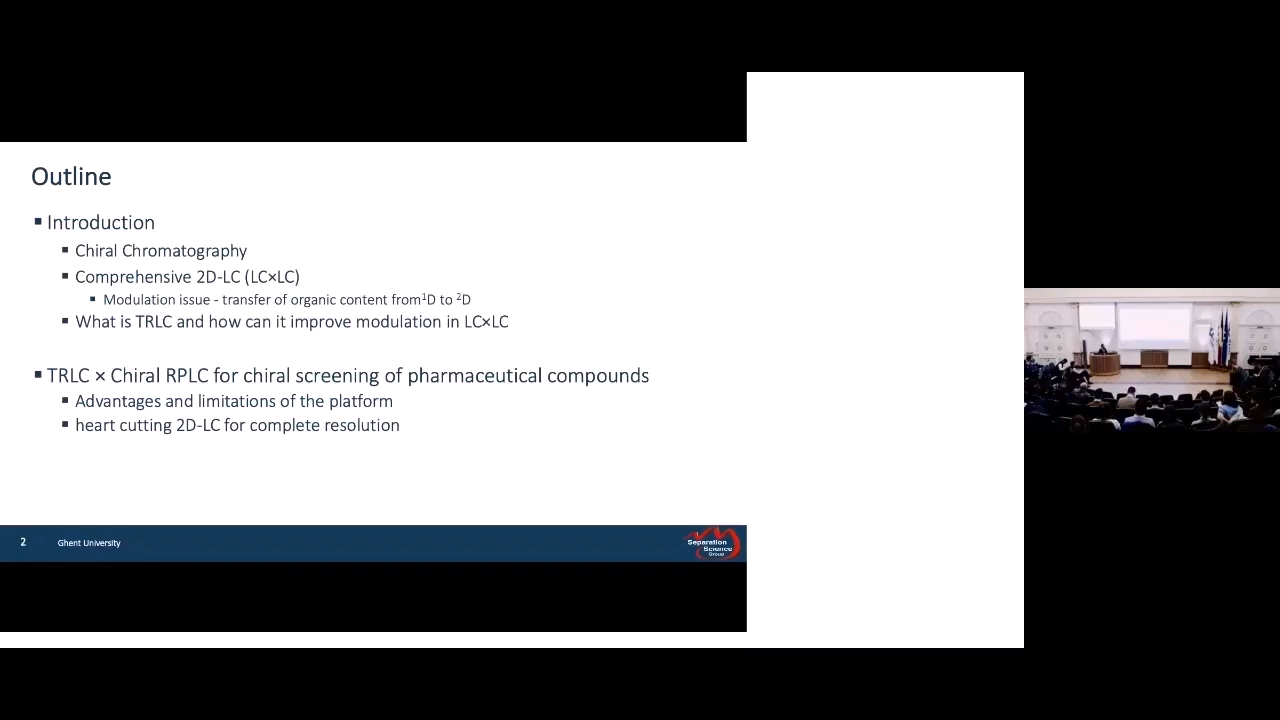 Outline
▪ Introduction
▪ Chiral Chromatography
▪ Comprehensive 2D-LC (LC×LC)
▪ Modulation issue - transfer of organic content from¹D to ²D
▪ What is TRLC and how can it improve modulation in LC×LC
▪ TRLC × Chiral RPLC for chiral screening of pharmaceutical compounds
▪ Advantages and limitations of the platform
▪ heart cutting 2D-LC for complete resolution
2 Ghent University
Separation
Science
Group